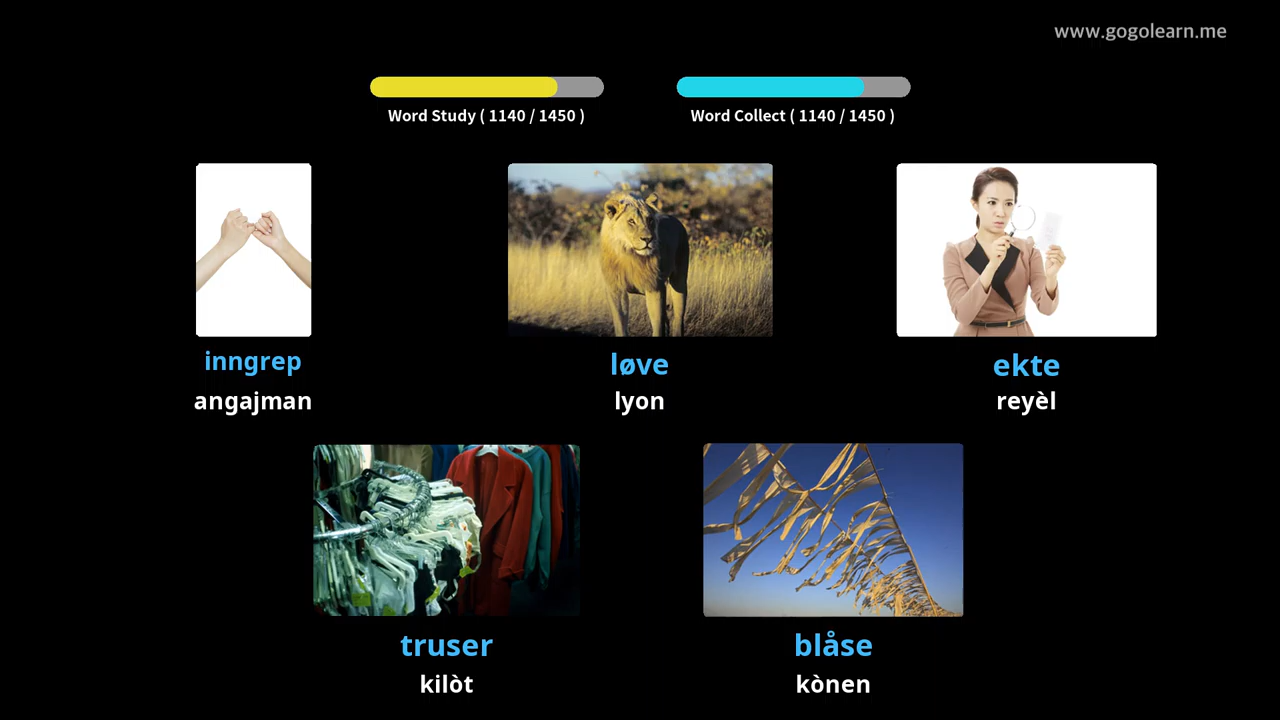 www.gogolearn.me
Word Study ( 1140 / 1450 )
Word Collect ( 1140 / 1450 )
inngrep
angajman
løve
lyon
ekte
reyèl
truser
kilòt
blåse
kònen